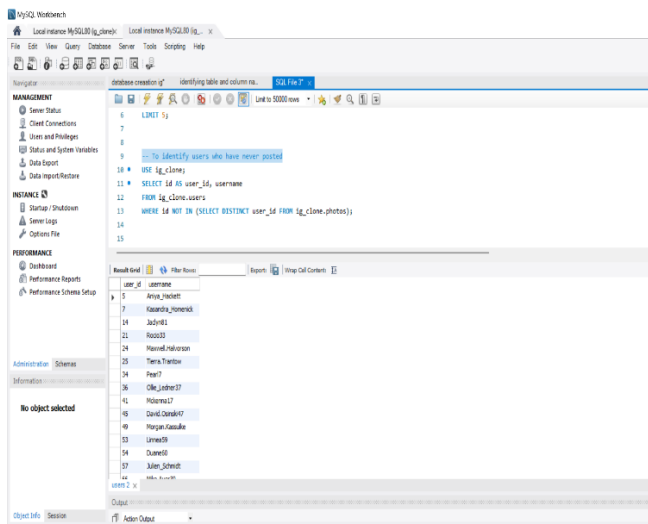 MySQL Workbench
Local instance MySQL80 (ig_clone)× Local instance MySQL80 (ig_... ×
File Edit View Query Database Server Tools Scripting Help
Navigator
database creastion ig* identifying table and column na.. SQL File 3* ×
MANAGEMENT
Server Status
Client Connections
Users and Privileges
Status and System Variables
Data Export
Data Import/Restore
INSTANCE
Startup / Shutdown
Server Logs
Options File
PERFORMANCE
Dashboard
Performance Reports
Performance Schema Setup
Administration Schemas
Information
No object selected
Object Info Session
Limit to 50000 rows
6 LIMIT 5;
7
8
9 -- To identify users who have never posted
10 USE ig_clone;
11 SELECT id AS user_id, username
12 FROM ig_clone.users
13 WHERE id NOT IN (SELECT DISTINCT user_id FROM ig_clone.photos);
14
15
Result Grid Filter Rows: Export: Wrap Cell Content:
user_id username
5 Aniya_Hackett
7 Kasandra_Homenick
14 Jaclyn81
21 Rocio33
24 Maxwell.Halvorson
25 Tierra.Trantow
34 Pearl7
36 Ollie_Ledner37
41 Mckenna17
45 David.Osinski47
49 Morgan.Kassulke
53 Linnea59
54 Duane60
57 Julien_Schmidt
users 2 ×
Output
Action Output